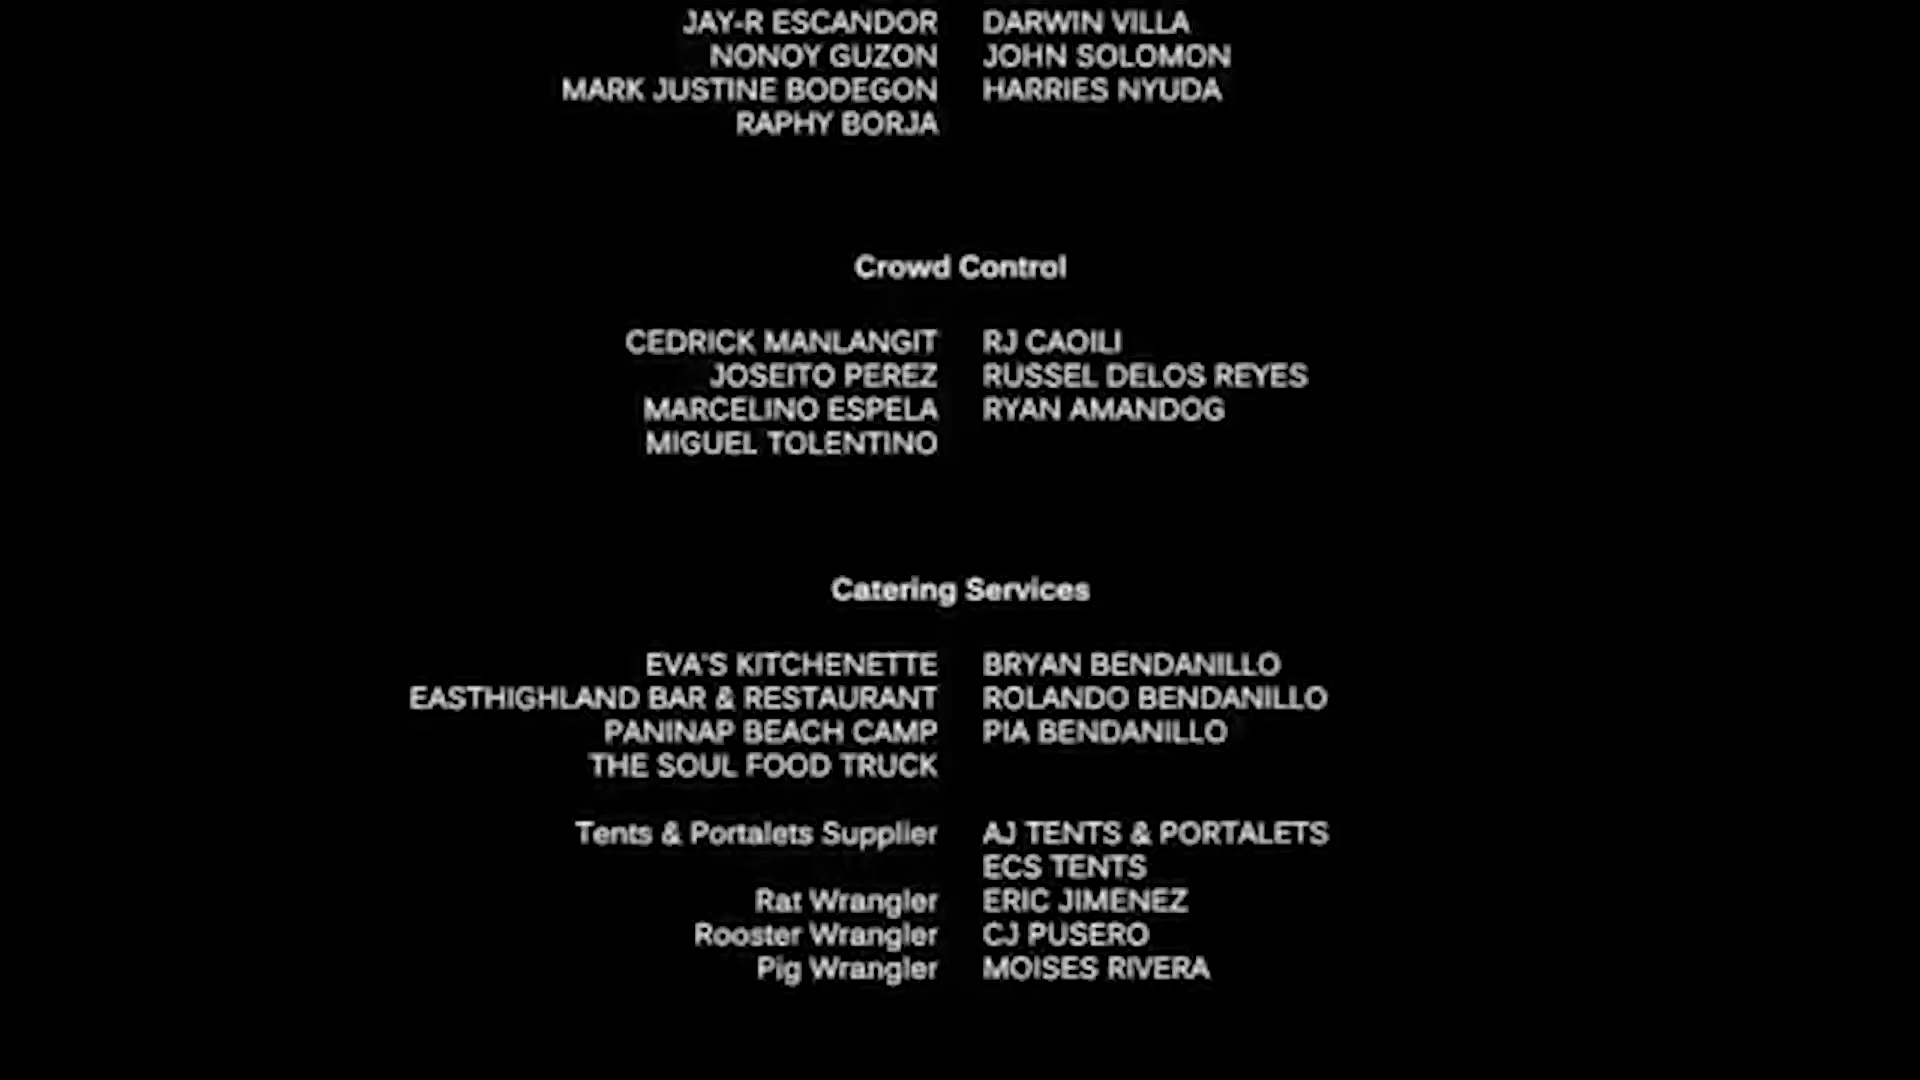 JAY-R ESCANDOR DARWIN VILLA
NONOY GUZON JOHN SOLOMON
MARK JUSTINE BODEGON HARRIES NYUDA
RAPHY BORJA
Crowd Control
CEDRICK MANLANGIT RJ CAOILI
JOSEITO PEREZ RUSSEL DELOS REYES
MARCELINO ESPELA RYAN AMANDOG
MIGUEL TOLENTINO
Catering Services
EVA'S KITCHENETTE BRYAN BENDANILLO
EASTHIGHLAND BAR & RESTAURANT ROLANDO BENDANILLO
PANINAP BEACH CAMP PIA BENDANILLO
THE SOUL FOOD TRUCK
Tents & Portalets Supplier AJ TENTS & PORTALETS
ECS TENTS
Rat Wrangler ERIC JIMENEZ
Rooster Wrangler CJ PUSERO
Pig Wrangler MOISES RIVERA